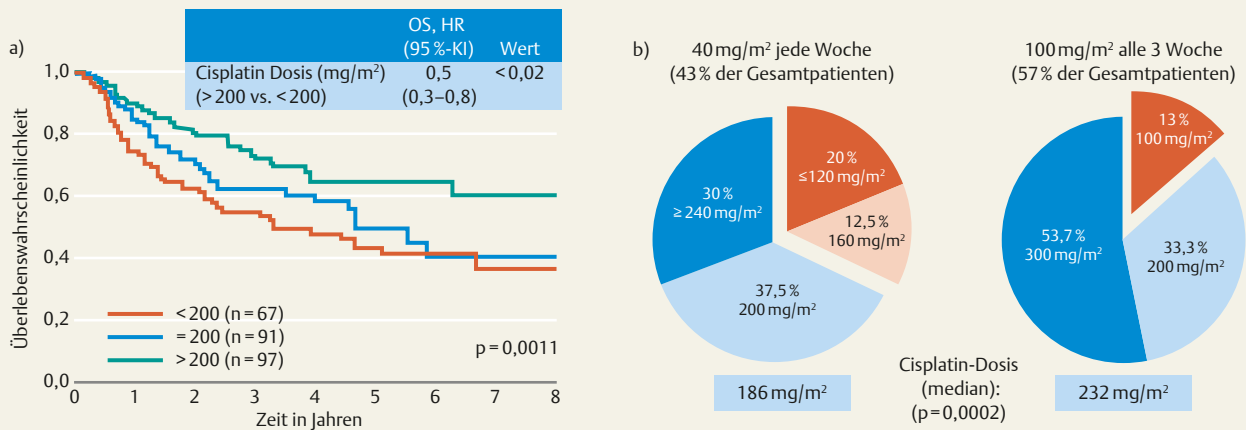 a)
OS, HR
(95 %-KI) Wert
Cisplatin Dosis (mg/m²) 0,5 < 0,02
(> 200 vs. < 200) (0,3–0,8)
Überlebenswahrscheinlichkeit
1,0
0,8
0,6
0,4
0,2
0,0
< 200 (n = 67)
= 200 (n = 91)
> 200 (n = 97)
p = 0,0011
0 1 2 3 4 5 6 7 8
Zeit in Jahren
b)
40 mg/m² jede Woche
(43 % der Gesamtpatienten)
20 %
≤120 mg/m²
12,5 %
160 mg/m²
37,5 %
200 mg/m²
30 %
≥ 240 mg/m²
186 mg/m²
Cisplatin-Dosis
(median):
(p = 0,0002)
100 mg/m² alle 3 Woche
(57 % der Gesamtpatienten)
13 %
100 mg/m²
33,3 %
200 mg/m²
53,7 %
300 mg/m²
232 mg/m²